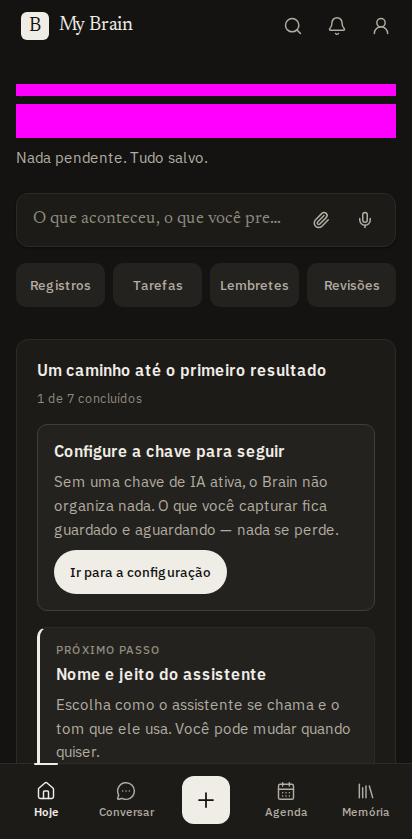 B My Brain
Nada pendente. Tudo salvo.
O que aconteceu, o que você pre...
Registros Tarefas Lembretes Revisões
Um caminho até o primeiro resultado
1 de 7 concluídos
Configure a chave para seguir
Sem uma chave de IA ativa, o Brain não
organiza nada. O que você capturar fica
guardado e aguardando — nada se perde.
Ir para a configuração
PRÓXIMO PASSO
Nome e jeito do assistente
Escolha como o assistente se chama e o
tom que ele usa. Você pode mudar quando
quiser.
Hoje Conversar Agenda Memória